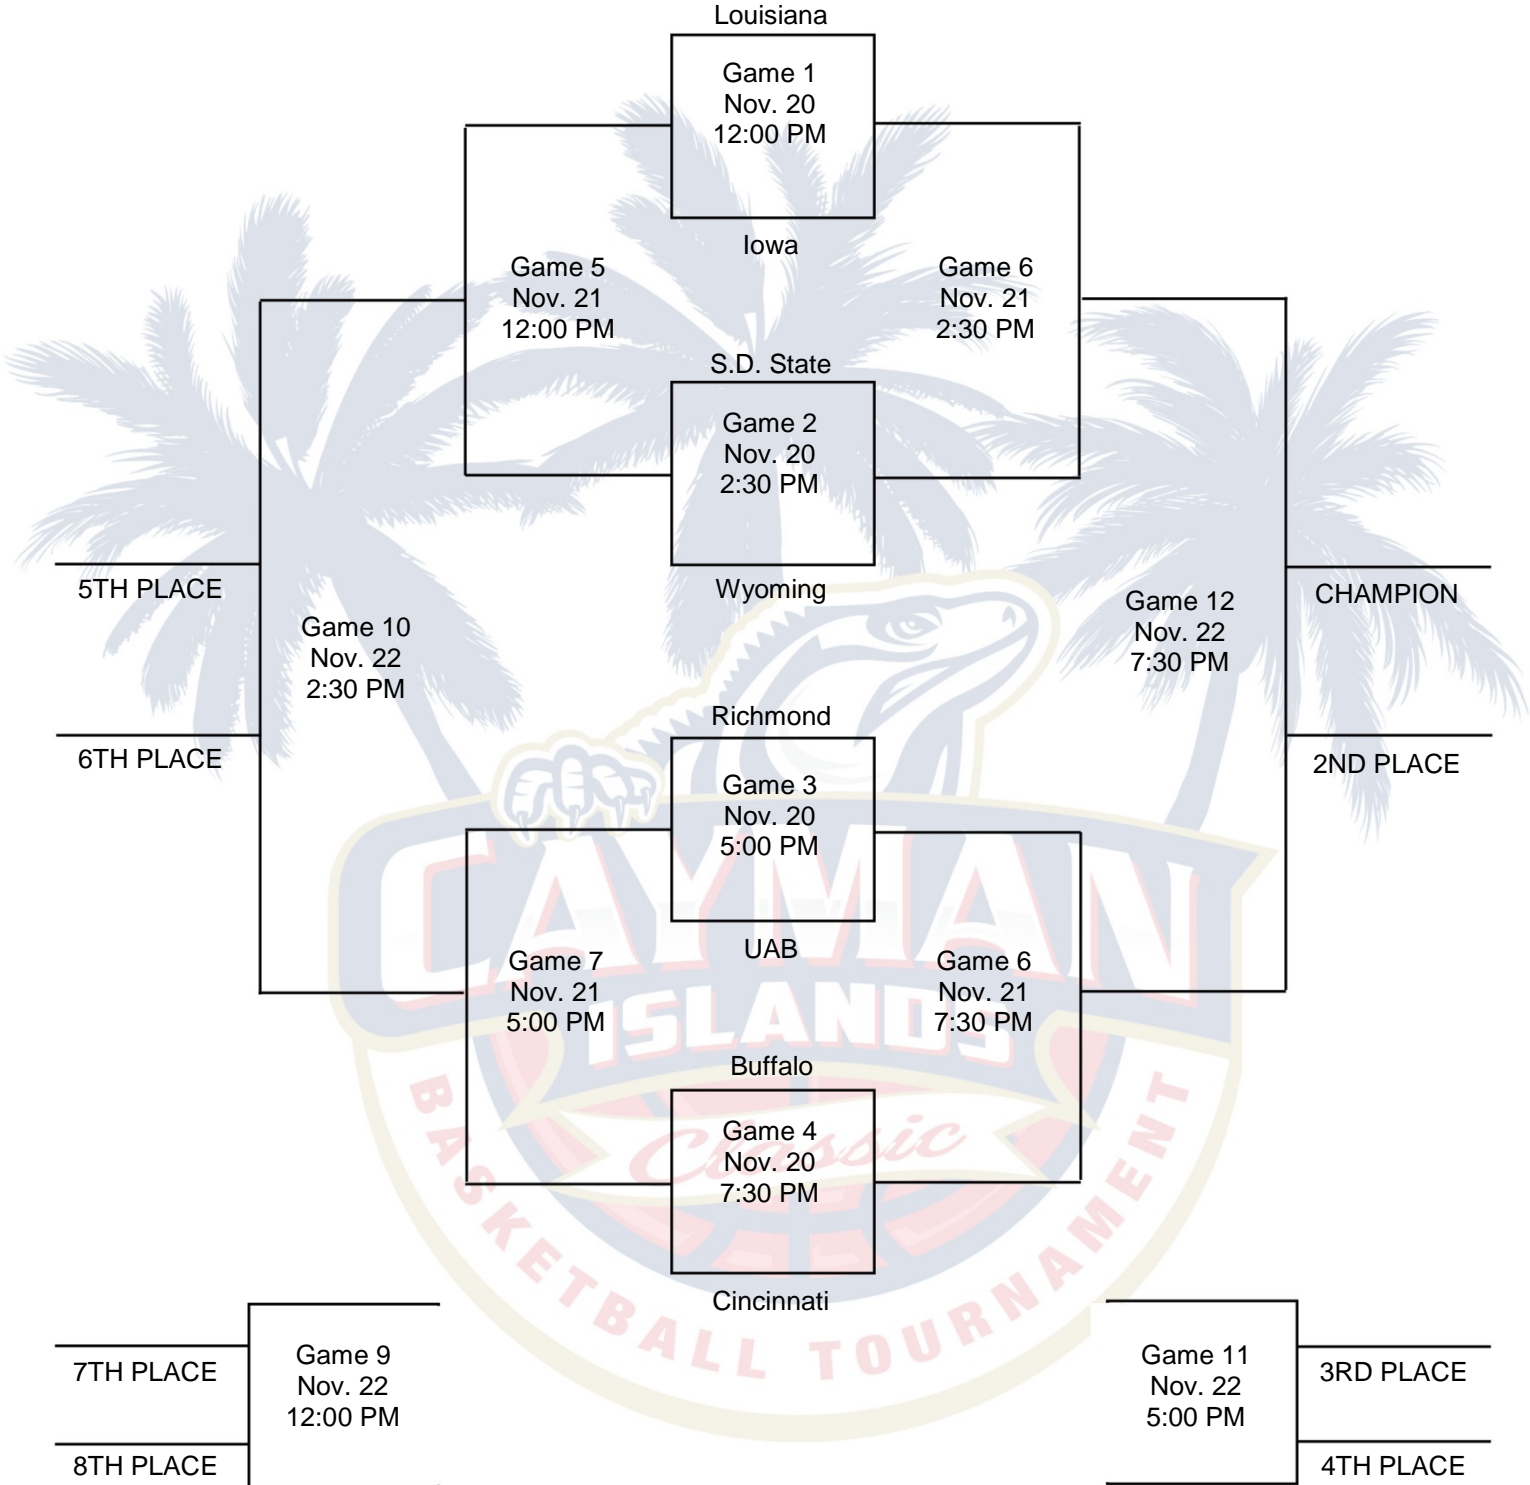 Louisiana
Game 1
Nov. 20
12:00 PM
Iowa
Game 5
Nov. 21
12:00 PM
Game 6
Nov. 21
2:30 PM
S.D. State
Game 2
Nov. 20
2:30 PM
Wyoming
5TH PLACE
Game 10
Nov. 22
2:30 PM
6TH PLACE
Game 12
Nov. 22
7:30 PM
CHAMPION
2ND PLACE
Richmond
Game 3
Nov. 20
5:00 PM
UAB
Game 7
Nov. 21
5:00 PM
Game 6
Nov. 21
7:30 PM
Buffalo
Game 4
Nov. 20
7:30 PM
Cincinnati
CAYMAN
ISLANDS
Classic
BASKETBALL TOURNAMENT
7TH PLACE
Game 9
Nov. 22
12:00 PM
8TH PLACE
Game 11
Nov. 22
5:00 PM
3RD PLACE
4TH PLACE